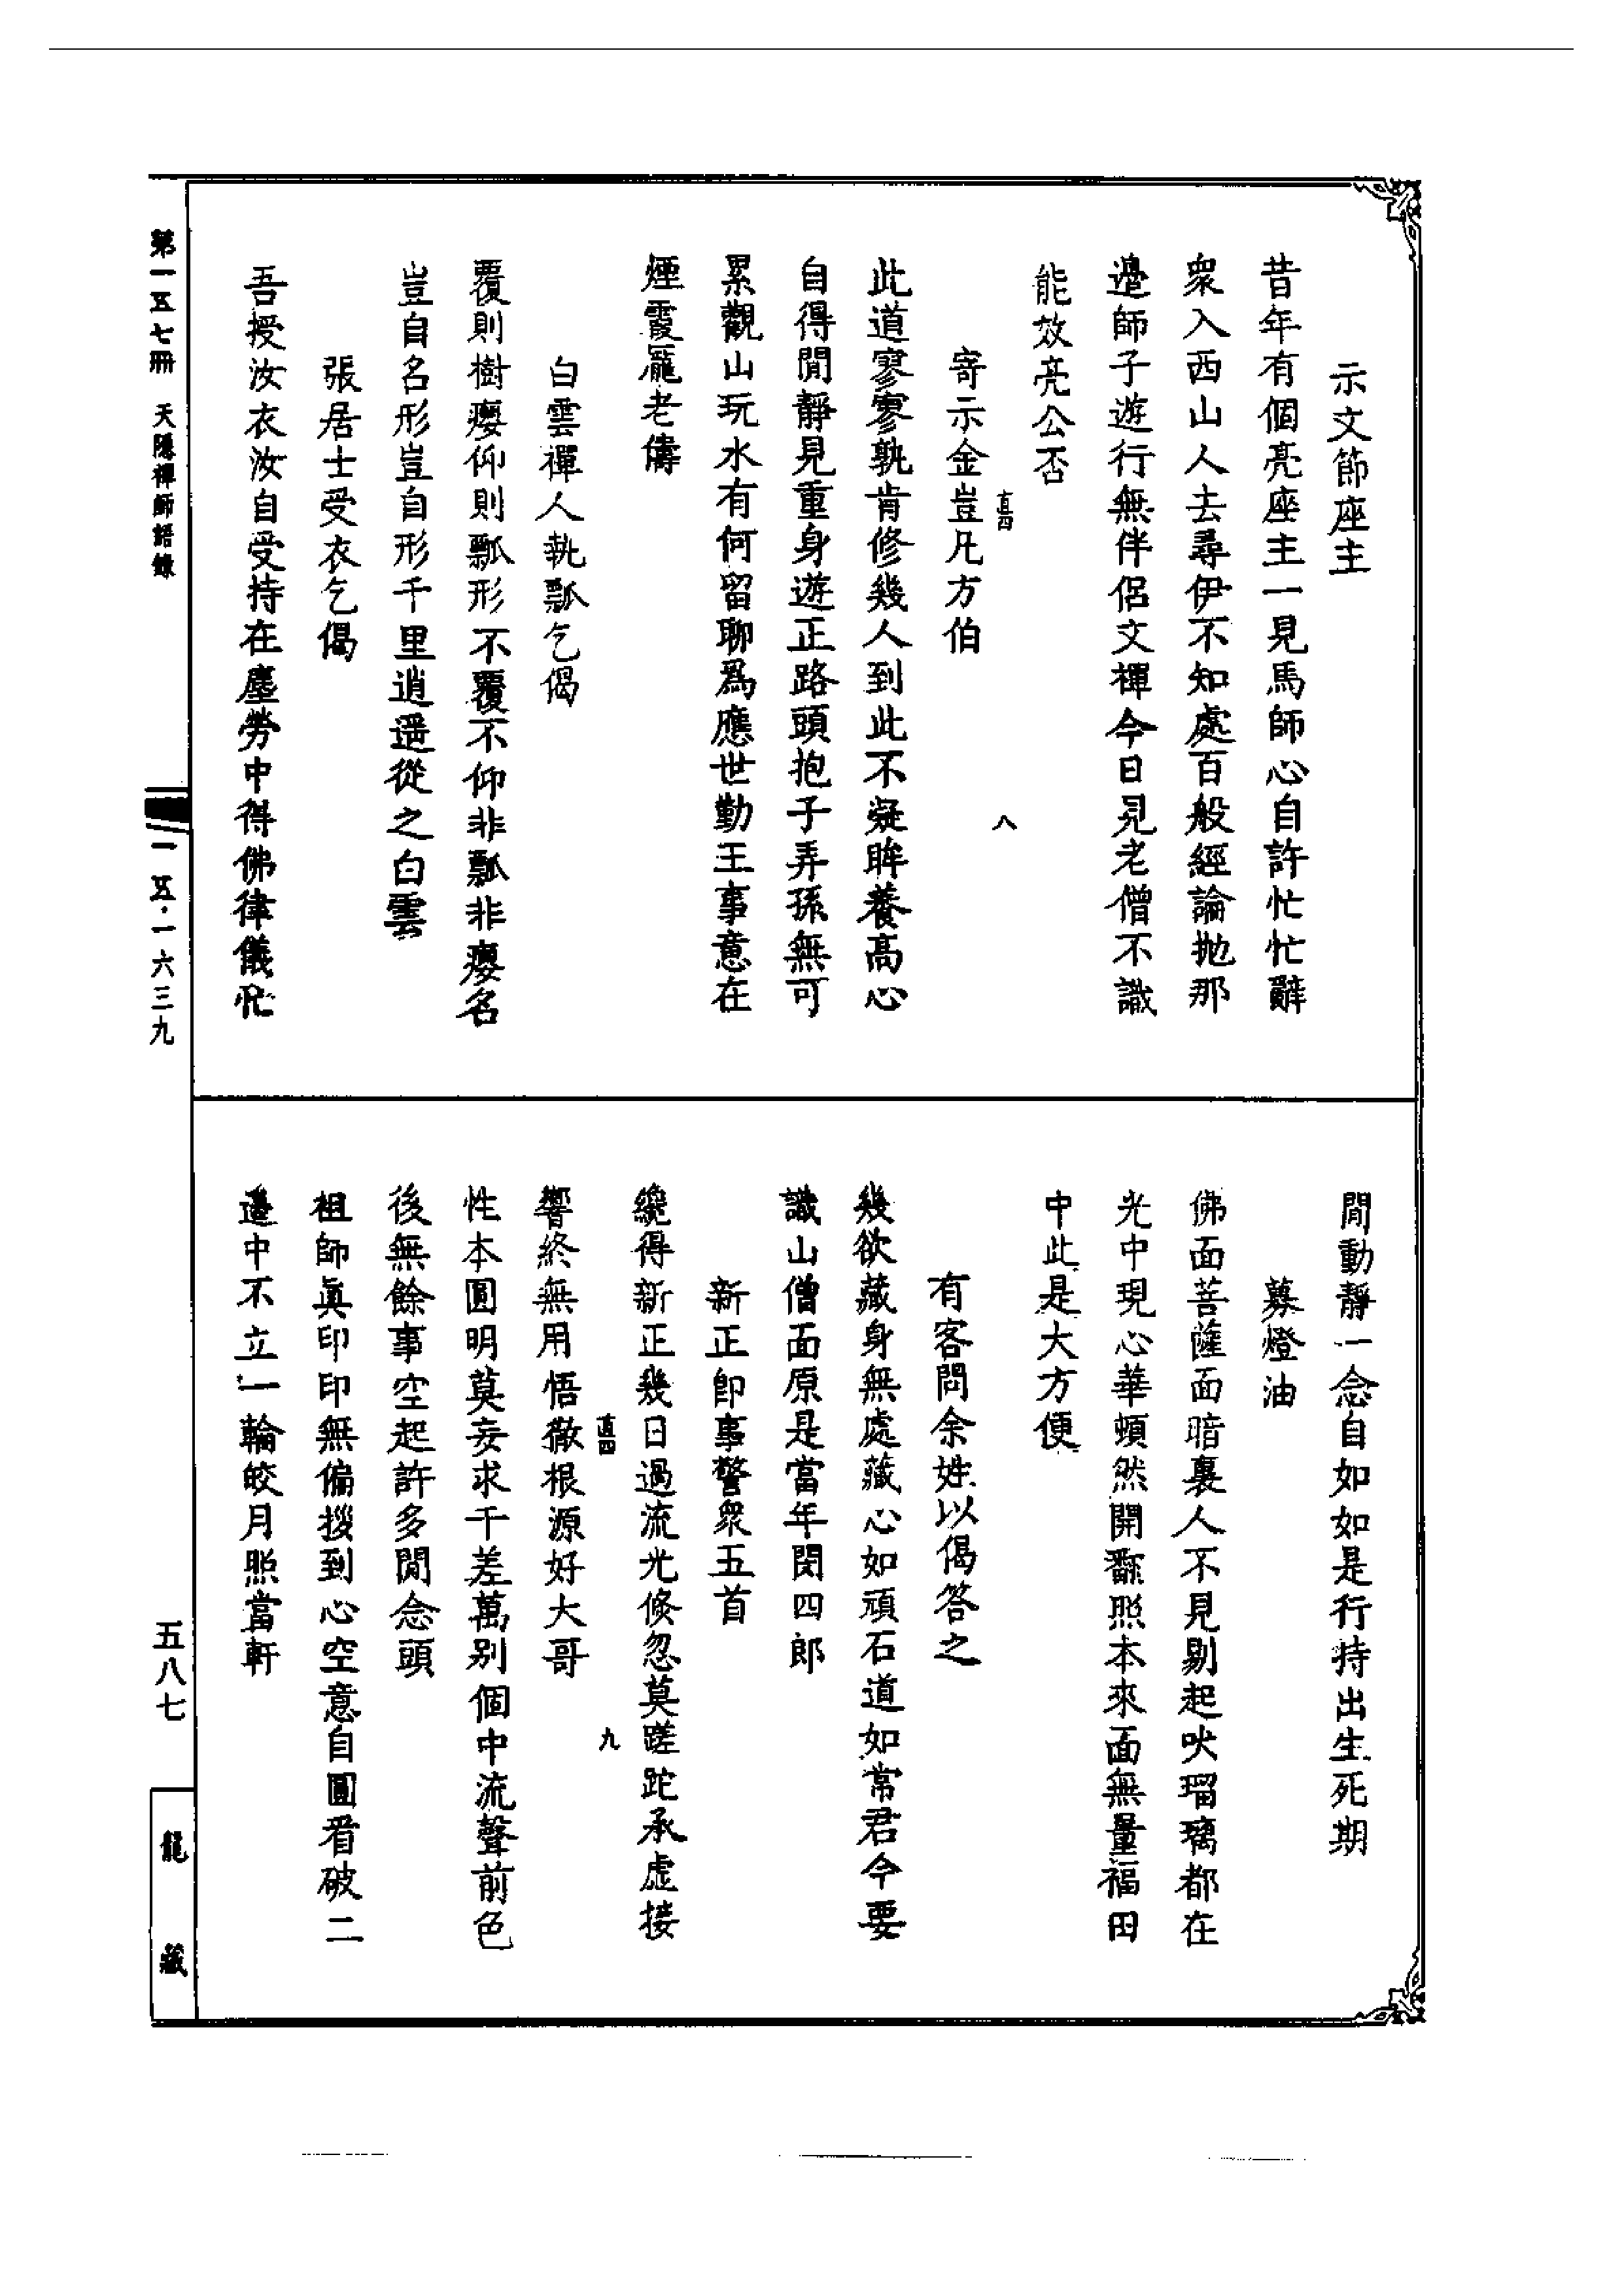 示文節座主
昔年有個亮座主一見馬師心自許忙忙辭
衆入西山人去尋伊不知處百般經論拋那
邊師子遊行無伴侶文禪今日見老僧不識
能效亮公否
直四
八
寄示金豈凡方伯
此道寥寥孰肯修幾人到此不凝眸養高心
自得閒靜見重身遊正路頭抱子弄孫無可
累觀山玩水有何留聊爲應世勤王事意在
煙霞罷老儔
白雲禪人執瓢乞偈
覆則樹癭仰則瓢形不覆不仰非瓢非癭名
豈自名形豈自形千里逍遥從之白雲
張居士受衣乞偈
吾授汝衣汝自受持在塵勞中得佛律儀忙
閒動靜一念自如如是行持出生死期
募燈油
佛面菩薩面暗裏人不見剔起吠瑠璃都在
光中現心華頓然開飜照本來面無量福田
中此是大方便
有客問余姓以偈答之
幾欲藏身無處藏心如頑石道如常君今要
識山僧面原是當年閔四郎
新正即事警衆五首
纔得新正幾日過流光倏忽莫蹉跎承虛接
直四
九
響終無用悟徹根源好大哥
性本圓明莫妄求千差萬别個中流聲前色
後無餘事空起許多閒念頭
祖師眞印印無偏拶到心空意自圓看破二
邊中不立一輪皎月照當軒
第一五七冊 天隱禪師語錄
一五·一六三九
五八七
龍藏